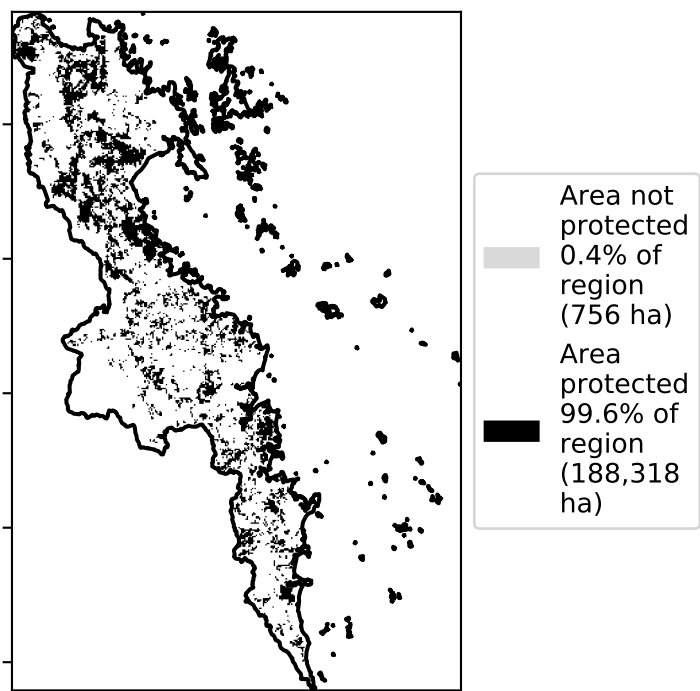 Area not
protected
0.4% of
region
(756 ha)
Area
protected
99.6% of
region
(188,318
ha)